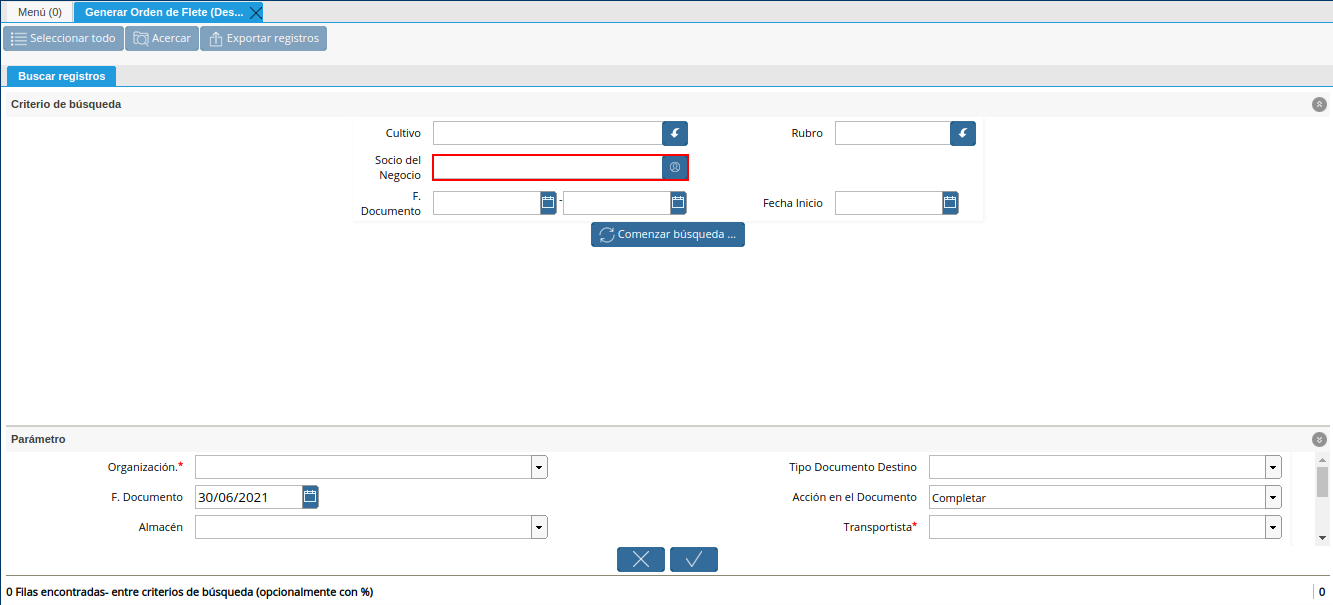 Menú (0)
Generar Orden de Flete (Des...
Seleccionar todo
Acercar
Exportar registros
Buscar registros
Criterio de búsqueda
Cultivo
Rubro
Socio del
Negocio
F.
Documento
-
Fecha Inicio
Comenzar búsqueda ...
Parámetro
Organización.*
Tipo Documento Destino
F. Documento
30/06/2021
Acción en el Documento
Completar
Almacén
Transportista*
0 Filas encontradas- entre criterios de búsqueda (opcionalmente con %)
0